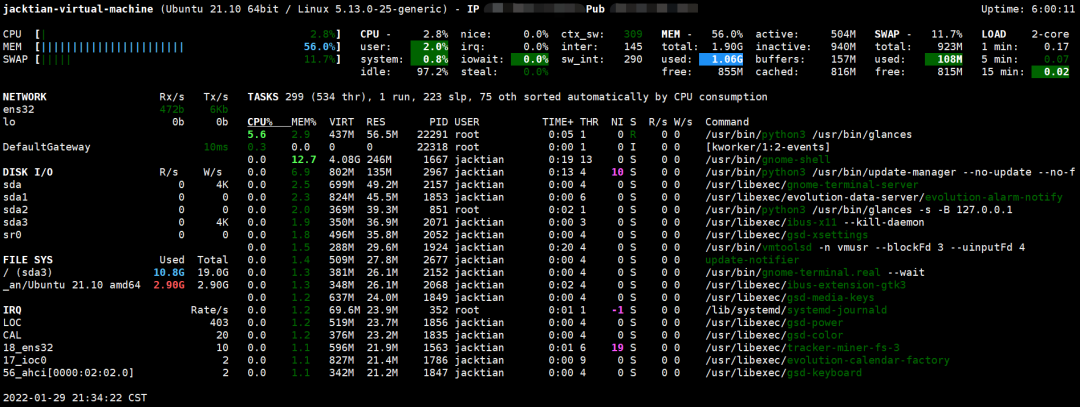 jacktian-virtual-machine (Ubuntu 21.10 64bit / Linux 5.13.0-25-generic) - IP Pub Uptime: 6:00:11
CPU [| 2.8%] CPU - 2.8% nice: 0.0% ctx_sw: 309 MEM - 56.0% active: 504M SWAP - 11.7% LOAD 2-core
MEM [||||||||||||||||||||||||| 56.0%] user: 2.0% irq: 0.0% inter: 145 total: 1.90G inactive: 940M total: 923M 1 min: 0.17
SWAP [||||| 11.7%] system: 0.8% iowait: 0.0% sw_int: 290 used: 1.06G buffers: 157M used: 108M 5 min: 0.07
idle: 97.2% steal: 0.0% free: 855M cached: 816M free: 815M 15 min: 0.02
NETWORK Rx/s Tx/s TASKS 299 (534 thr), 1 run, 223 slp, 75 oth sorted automatically by CPU consumption
ens32 472b 6Kb
lo 0b 0b CPU% MEM% VIRT RES PID USER TIME+ THR NI S R/s W/s Command
5.6 2.9 437M 56.5M 22291 root 0:05 1 0 R 0 0 /usr/bin/python3 /usr/bin/glances
DefaultGateway 10ms 0.3 0.0 0 0 22318 root 0:00 1 0 I 0 0 [kworker/1:2-events]
0.0 12.7 4.08G 246M 1667 jacktian 0:19 13 0 S 0 0 /usr/bin/gnome-shell
DISK I/O R/s W/s 0.0 6.9 802M 135M 2967 jacktian 0:13 4 10 S 0 0 /usr/bin/python3 /usr/bin/update-manager --no-update --no-f
sda 0 4K 0.0 2.5 699M 49.2M 2157 jacktian 0:00 4 0 S 0 0 /usr/libexec/gnome-terminal-server
sda1 0 0 0.0 2.3 824M 45.5M 1853 jacktian 0:00 6 0 S 0 0 /usr/libexec/evolution-data-server/evolution-alarm-notify
sda2 0 0 0.0 2.0 369M 39.3M 851 root 0:02 1 0 S 0 0 /usr/bin/python3 /usr/bin/glances -s -B 127.0.0.1
sda3 0 4K 0.0 1.9 350M 36.9M 2071 jacktian 0:00 3 0 S 0 0 /usr/libexec/ibus-x11 --kill-daemon
sr0 0 0 0.0 1.8 496M 35.8M 2052 jacktian 0:00 4 0 S 0 0 /usr/libexec/gsd-xsettings
0.0 1.5 288M 29.6M 1924 jacktian 0:20 4 0 S 0 0 /usr/bin/vmtoolsd -n vmusr --blockFd 3 --uinputFd 4
FILE SYS Used Total 0.0 1.4 509M 27.8M 2677 jacktian 0:00 4 0 S 0 0 update-notifier
/ (sda3) 10.8G 19.0G 0.0 1.3 381M 26.1M 2152 jacktian 0:00 4 0 S 0 0 /usr/bin/gnome-terminal.real --wait
_an/Ubuntu 21.10 amd64 2.90G 2.90G 0.0 1.3 348M 26.1M 2068 jacktian 0:02 4 0 S 0 0 /usr/libexec/ibus-extension-gtk3
0.0 1.2 637M 24.0M 1849 jacktian 0:00 4 0 S 0 0 /usr/libexec/gsd-media-keys
IRQ Rate/s 0.0 1.2 69.6M 23.9M 352 root 0:01 1 -1 S 0 0 /lib/systemd/systemd-journald
LOC 403 0.0 1.2 519M 23.7M 1856 jacktian 0:00 4 0 S 0 0 /usr/libexec/gsd-power
CAL 20 0.0 1.2 376M 23.2M 1835 jacktian 0:00 4 0 S 0 0 /usr/libexec/gsd-color
18_ens32 10 0.0 1.1 596M 21.9M 1563 jacktian 0:01 6 19 S 0 0 /usr/libexec/tracker-miner-fs-3
17_ioc0 2 0.0 1.1 827M 21.4M 1786 jacktian 0:00 9 0 S 0 0 /usr/libexec/evolution-calendar-factory
56_ahci[0000:02:02.0] 2 0.0 1.1 342M 21.2M 1847 jacktian 0:00 4 0 S 0 0 /usr/libexec/gsd-keyboard
2022-01-29 21:34:22 CST